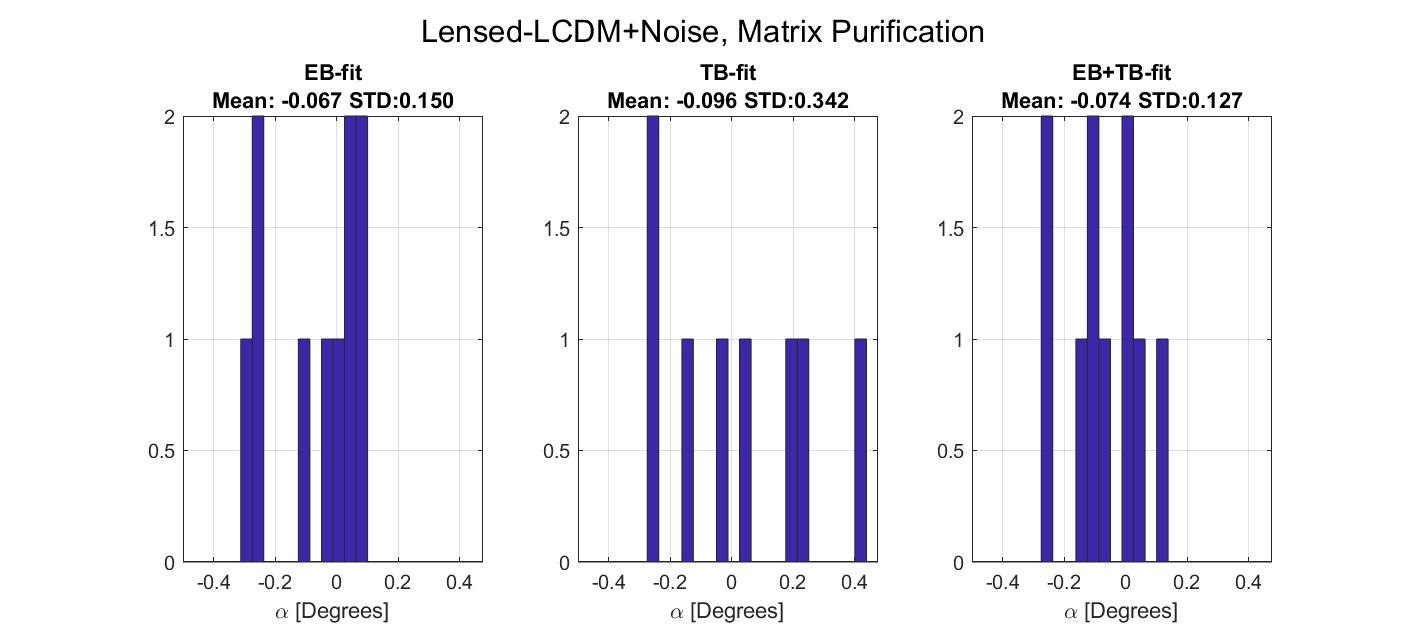 Lensed-LCDM+Noise, Matrix Purification
EB-fit
Mean: -0.067 STD:0.150
2
1.5
1
0.5
0
-0.4 -0.2 0 0.2 0.4
α [Degrees]
TB-fit
Mean: -0.096 STD:0.342
2
1.5
1
0.5
0
-0.4 -0.2 0 0.2 0.4
α [Degrees]
EB+TB-fit
Mean: -0.074 STD:0.127
2
1.5
1
0.5
0
-0.4 -0.2 0 0.2 0.4
α [Degrees]